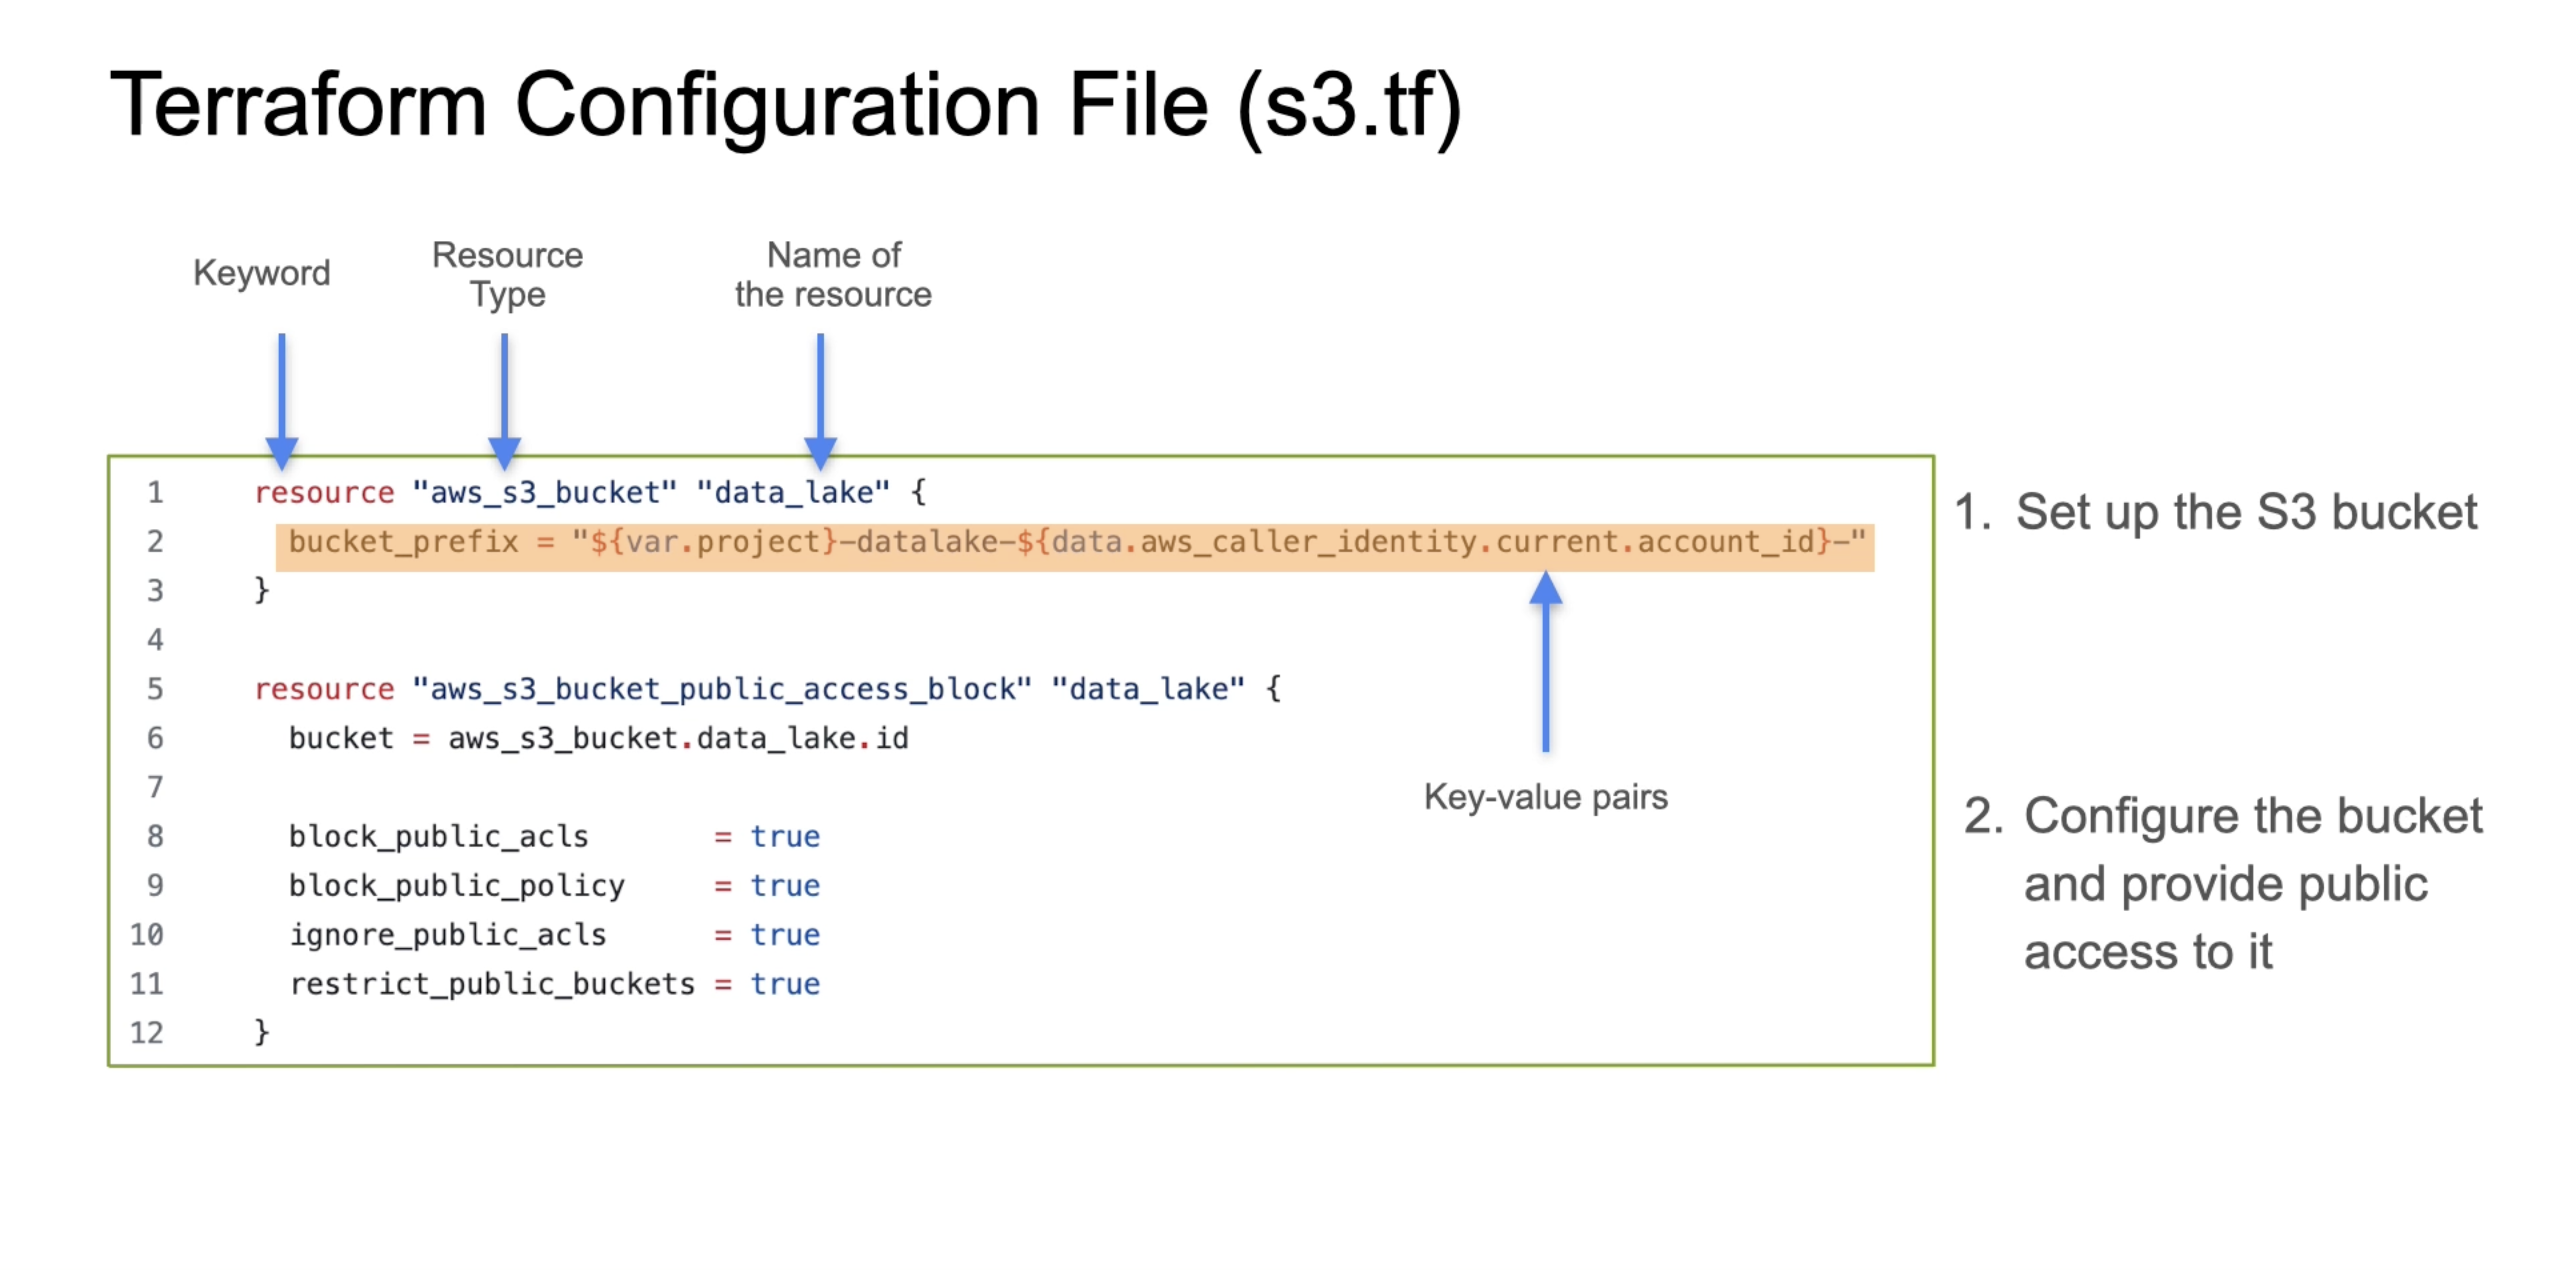 Terraform Configuration File (s3.tf)
Keyword
Resource
Type
Name of
the resource
1 resource "aws_s3_bucket" "data_lake" {
2 bucket_prefix = "${var.project}-datalake-${data.aws_caller_identity.current.account_id}-"
3 }
4
5 resource "aws_s3_bucket_public_access_block" "data_lake" {
6 bucket = aws_s3_bucket.data_lake.id
7
8 block_public_acls = true
9 block_public_policy = true
10 ignore_public_acls = true
11 restrict_public_buckets = true
12 }
Key-value pairs
1. Set up the S3 bucket
2. Configure the bucket
and provide public
access to it